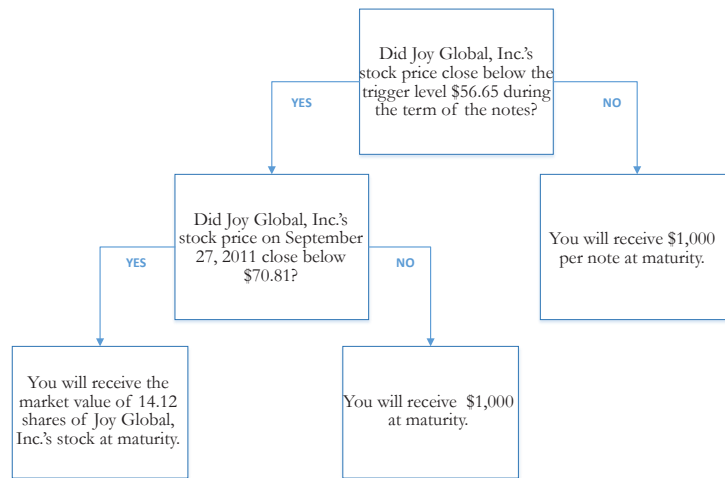 Did Joy Global, Inc.'s
stock price close below the
trigger level $56.65 during
the term of the notes?
YES
NO
Did Joy Global, Inc.'s
stock price on September
27, 2011 close below
$70.81?
You will receive $1,000
per note at maturity.
YES
NO
You will receive the
market value of 14.12
shares of Joy Global,
Inc.'s stock at maturity.
You will receive $1,000
at maturity.